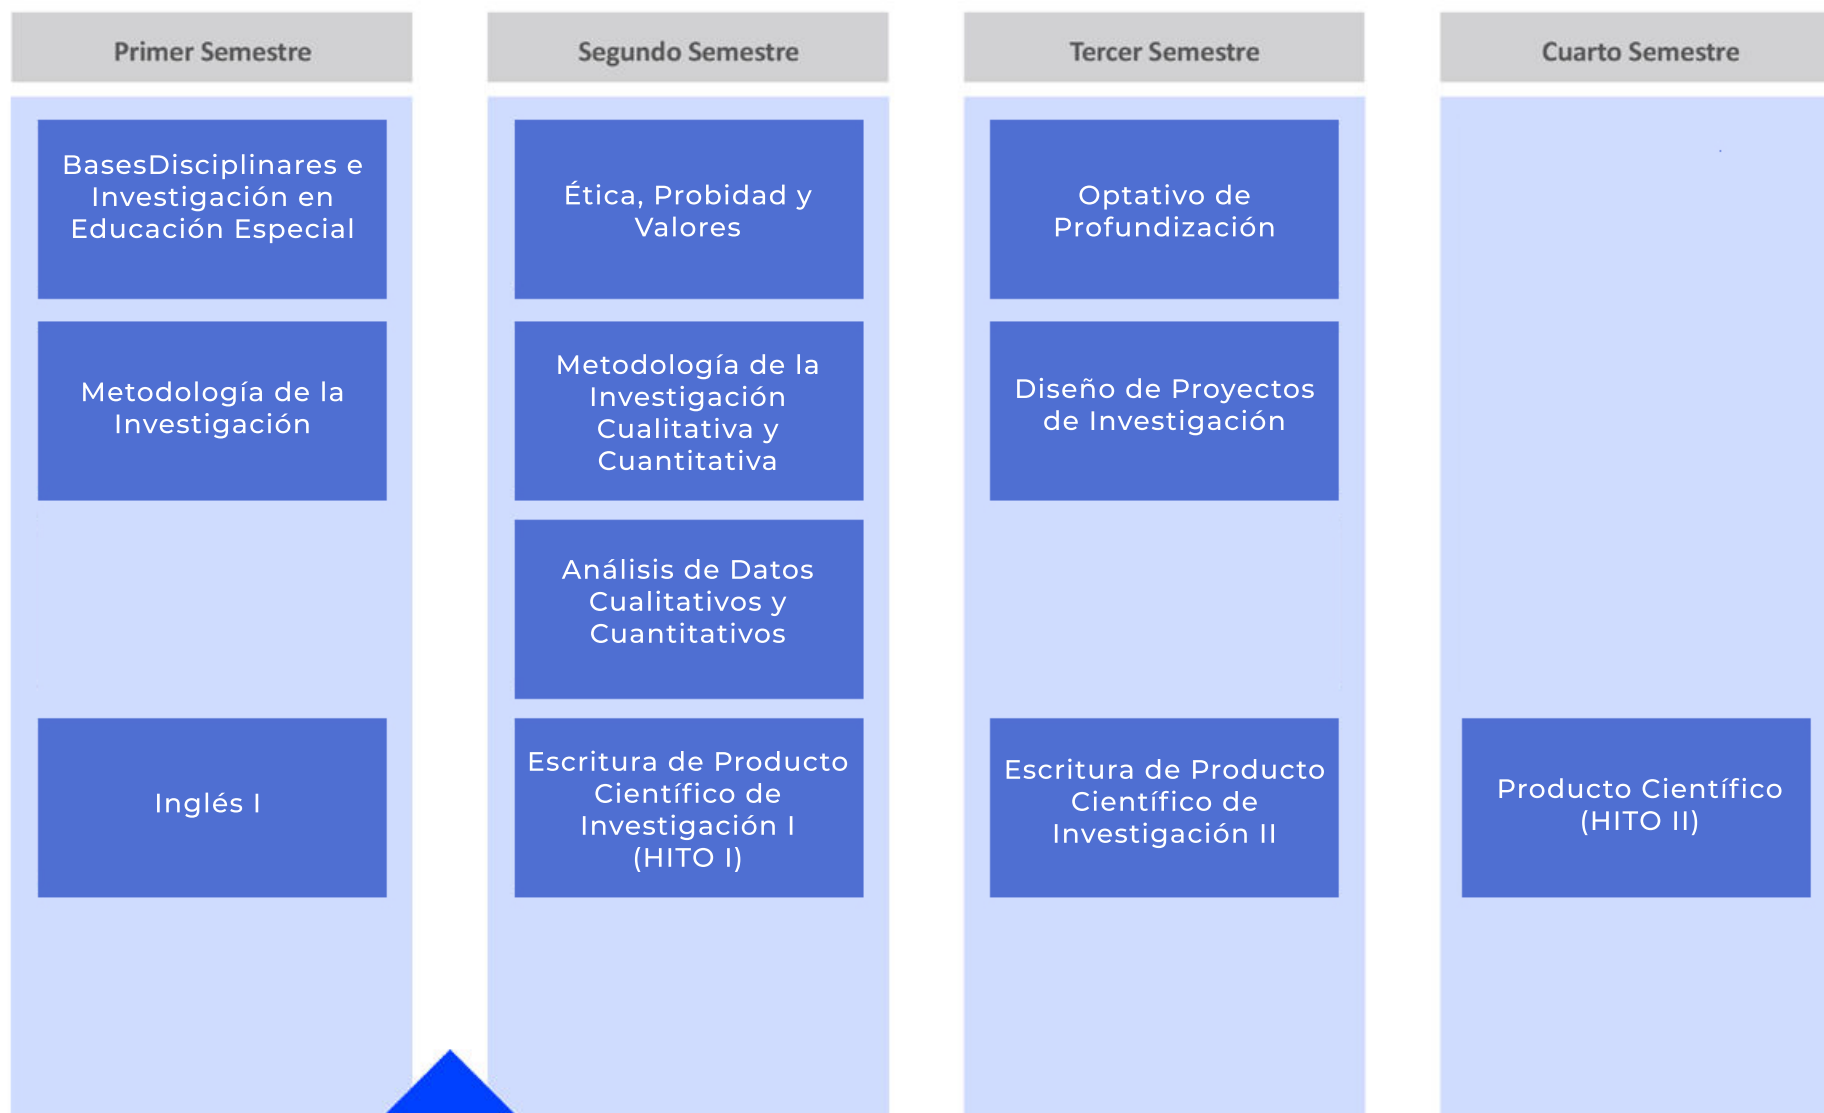 Primer Semestre
Segundo Semestre
Tercer Semestre
Cuarto Semestre
BasesDisciplinares e
Investigación en
Educación Especial
Metodología de la
Investigación
Inglés I
Ética, Probidad y
Valores
Metodología de la
Investigación
Cualitativa y
Cuantitativa
Análisis de Datos
Cualitativos y
Cuantitativos
Escritura de Producto
Científico de
Investigación I
(HITO I)
Optativo de
Profundización
Diseño de Proyectos
de Investigación
Escritura de Producto
Científico de
Investigación II
Producto Científico
(HITO II)